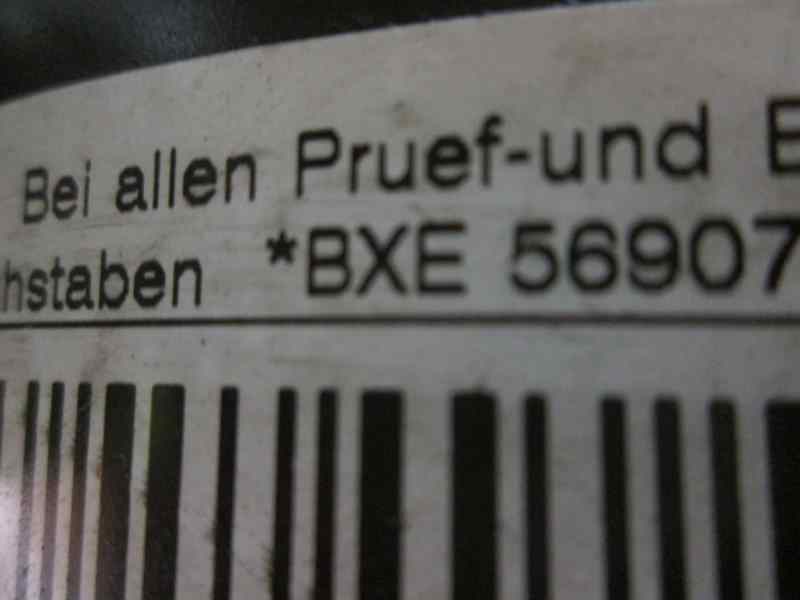 Bei allen Pruef-und E
hstaben *BXE 56907